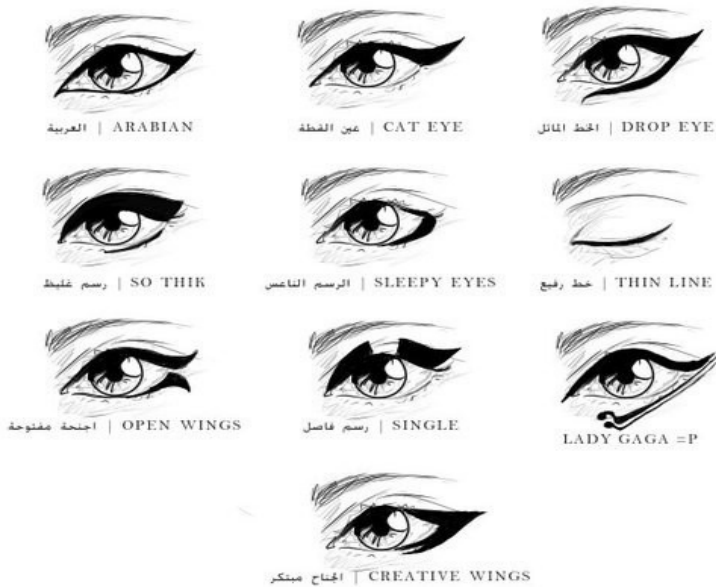 العربية | ARABIAN
عين القطة | CAT EYE
الخط المائل | DROP EYE
رسم غليظ | SO THIK
الرسم الناعس | SLEEPY EYES
خط رفيع | THIN LINE
اجنحة مفتوحة | OPEN WINGS
رسم فاصل | SINGLE
LADY GAGA =P
الجناح مبتكر | CREATIVE WINGS